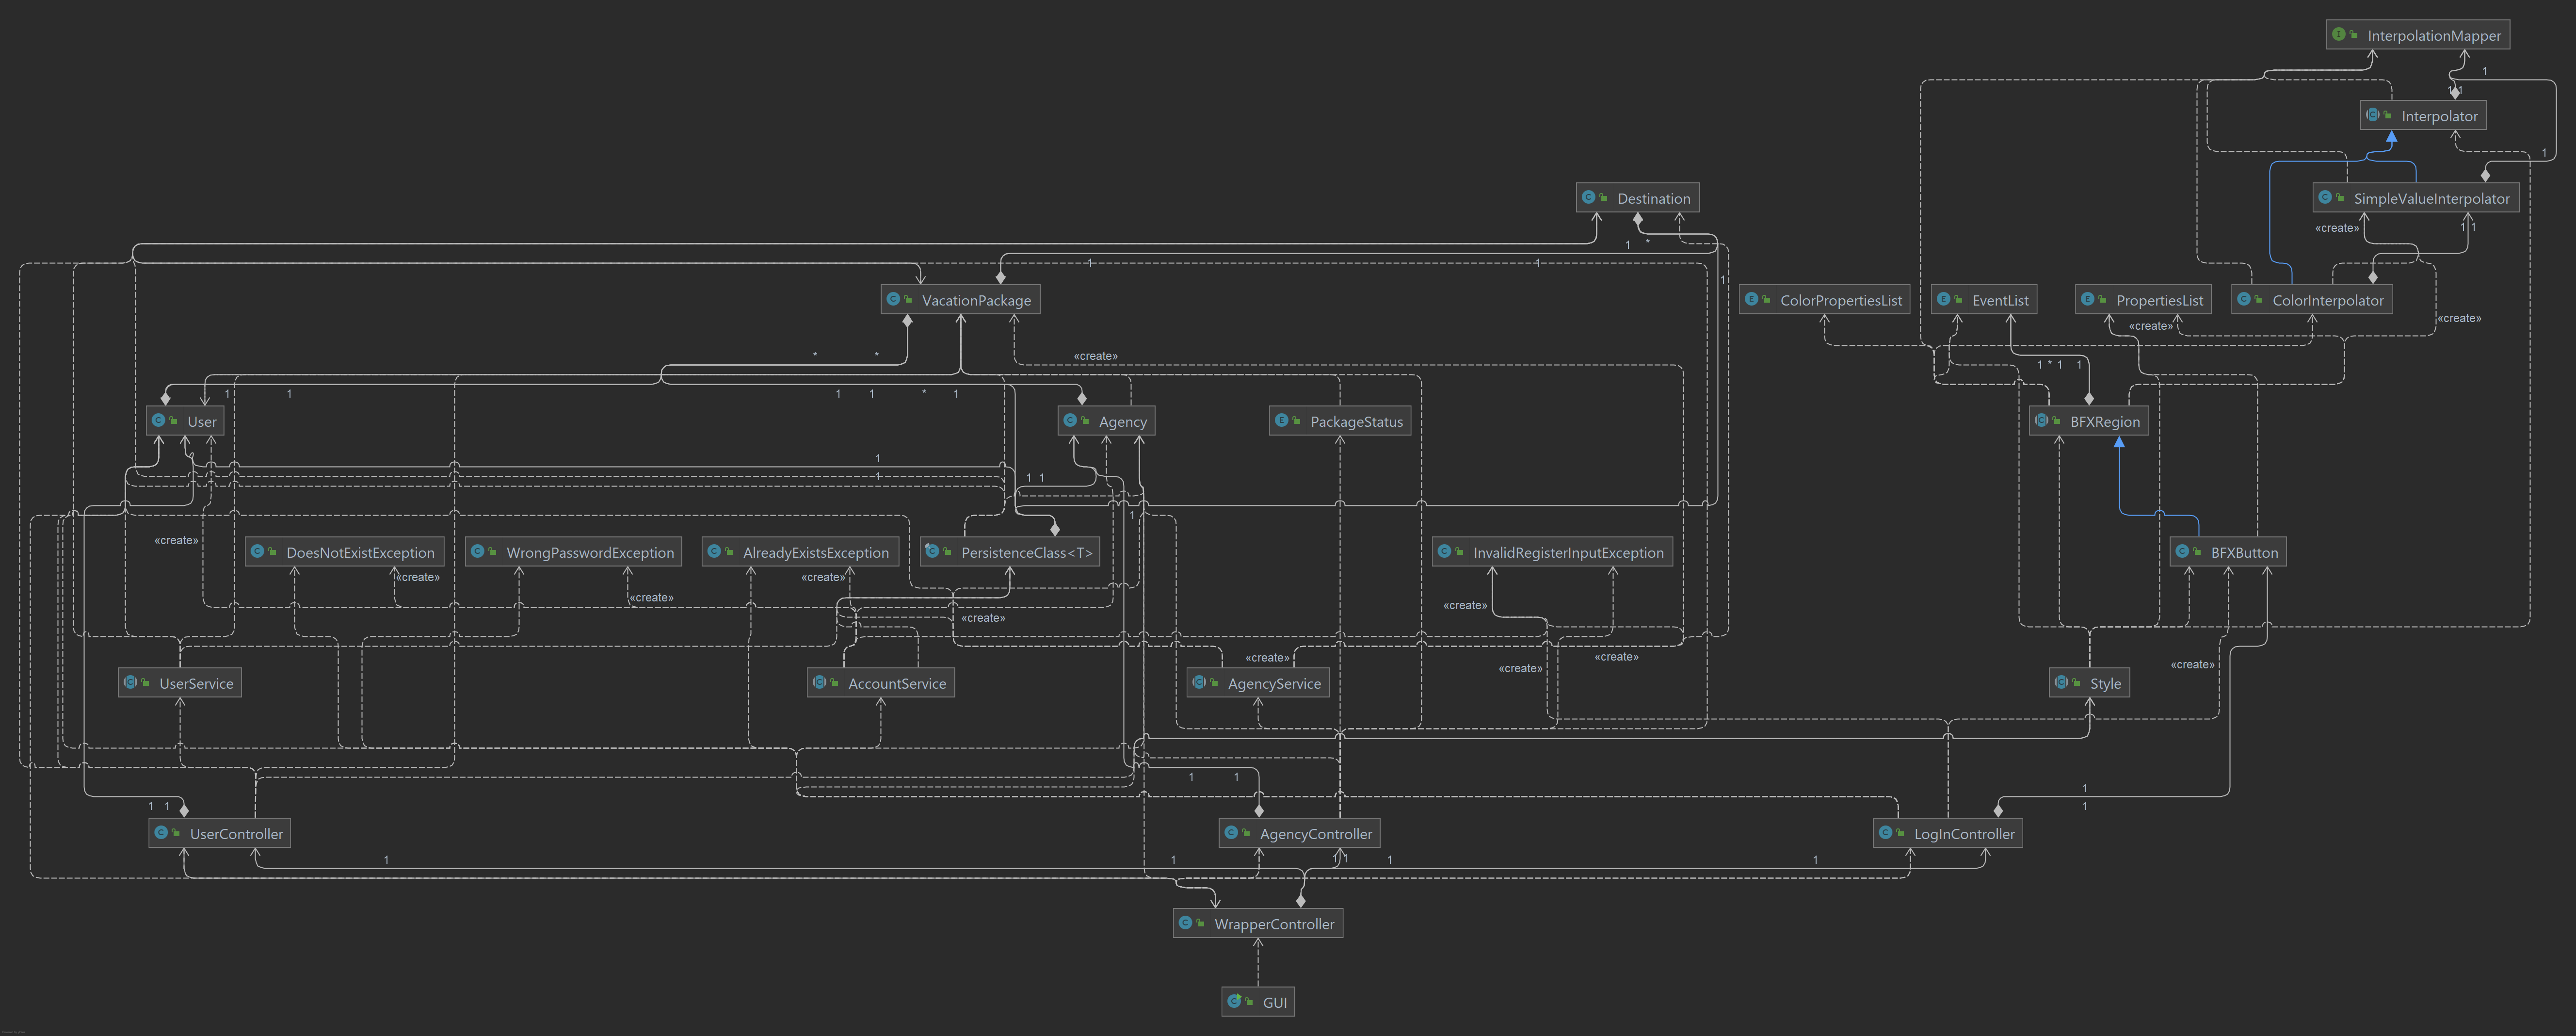 InterpolationMapper
1
1
1
Interpolator
1
Destination
SimpleValueInterpolator
«create»
1
1
1
*
1
1
VacationPackage
1
ColorPropertiesList
EventList
PropertiesList
ColorInterpolator
«create»
«create»
*
*
«create»
1
*
1
1
1
1
1
1
*
1
User
Agency
PackageStatus
BFXRegion
1
1
1
1
1
«create»
DoesNotExistException
WrongPasswordException
AlreadyExistsException
PersistenceClass<T>
InvalidRegisterInputException
BFXButton
«create»
«create»
«create»
«create»
«create»
«create»
«create»
«create»
«create»
UserService
AccountService
AgencyService
Style
1
1
1
1
1
1
UserController
AgencyController
LogInController
1
1
1
1
1
1
WrapperController
GUI